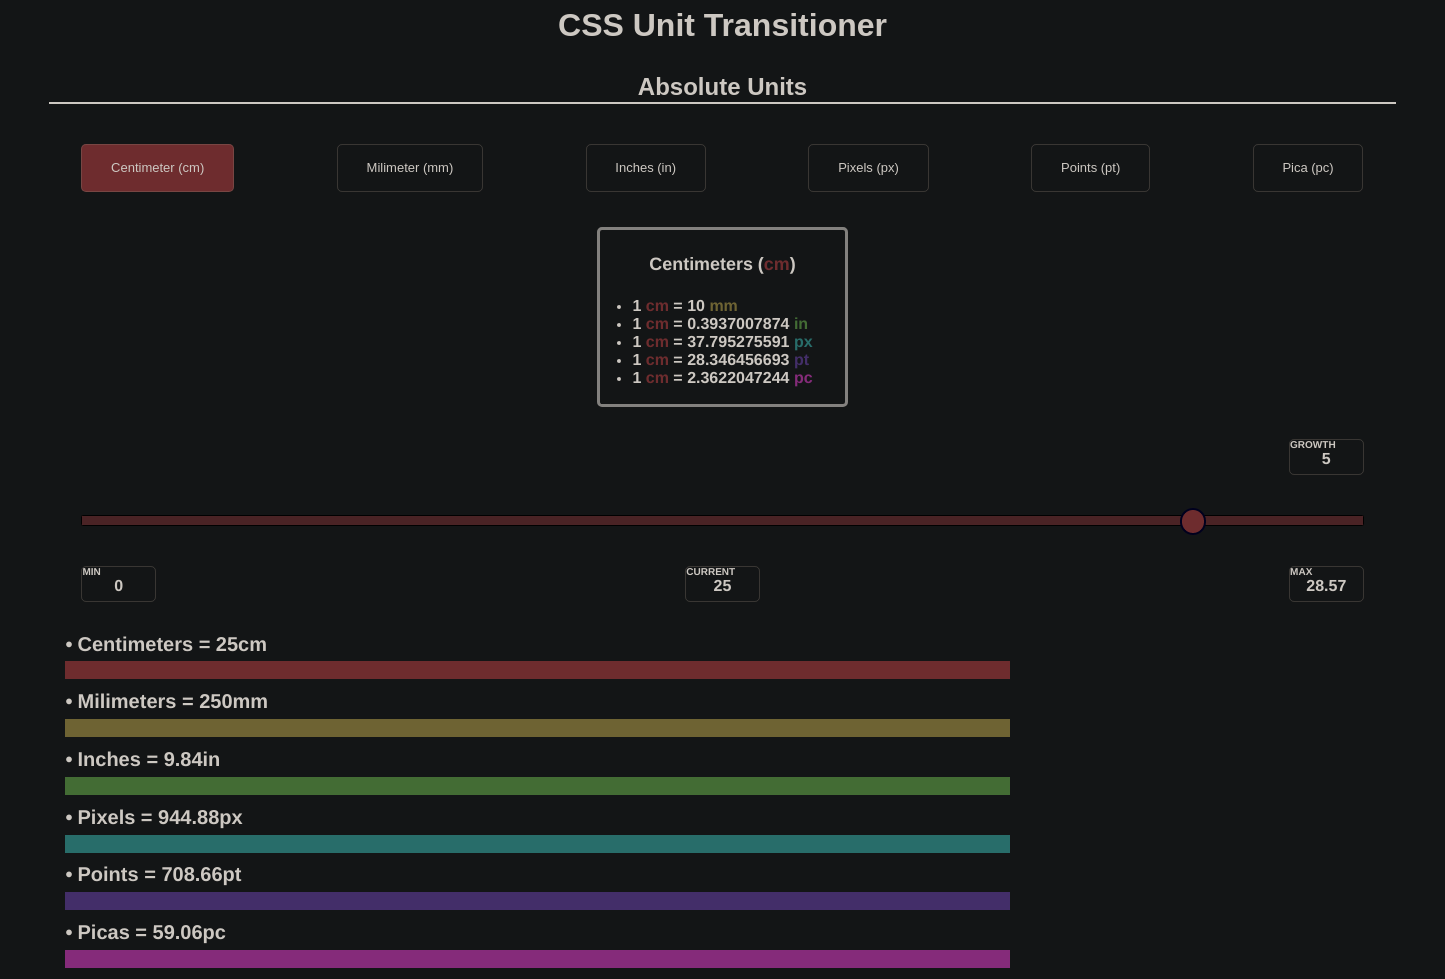 CSS Unit Transitioner
Absolute Units
Centimeter (cm)
Milimeter (mm)
Inches (in)
Pixels (px)
Points (pt)
Pica (pc)
Centimeters (cm)
• 1 cm = 10 mm
• 1 cm = 0.3937007874 in
• 1 cm = 37.795275591 px
• 1 cm = 28.346456693 pt
• 1 cm = 2.3622047244 pc
GROWTH
5
MIN
0
CURRENT
25
MAX
28.57
• Centimeters = 25cm
• Milimeters = 250mm
• Inches = 9.84in
• Pixels = 944.88px
• Points = 708.66pt
• Picas = 59.06pc